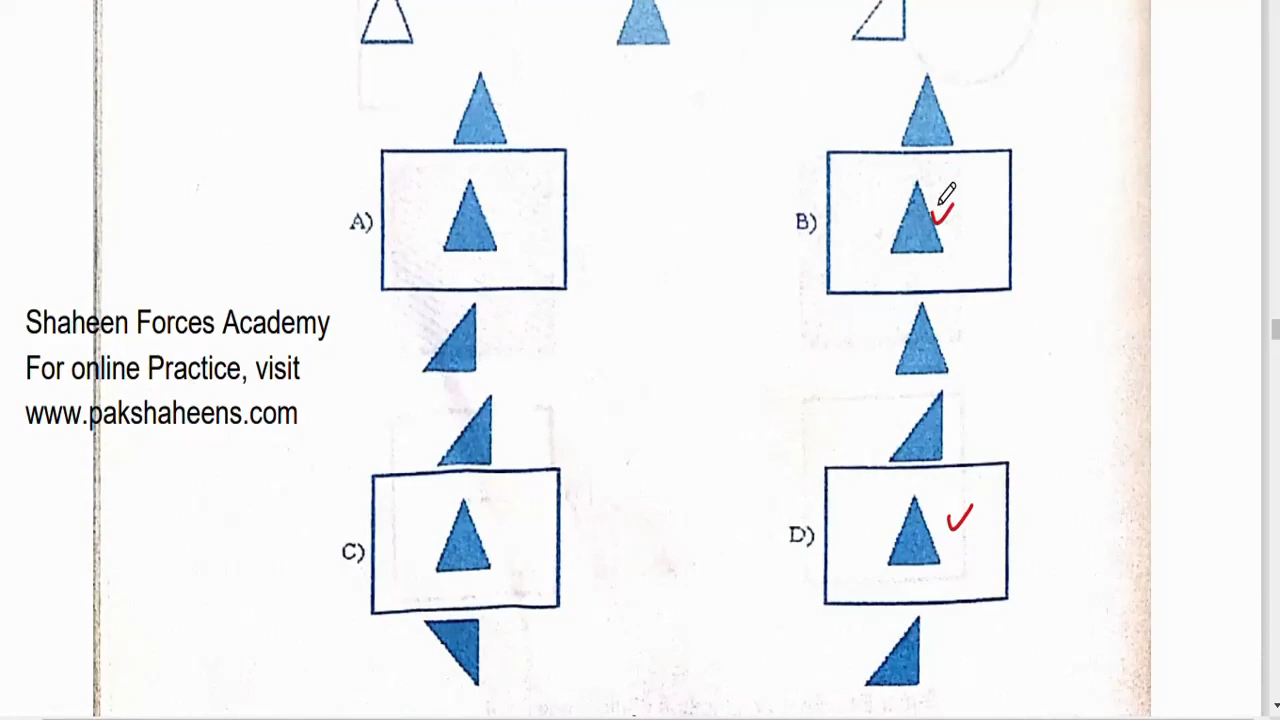 A)
B)
Shaheen Forces Academy
For online Practice, visit
www.pakshaheens.com
C)
D)